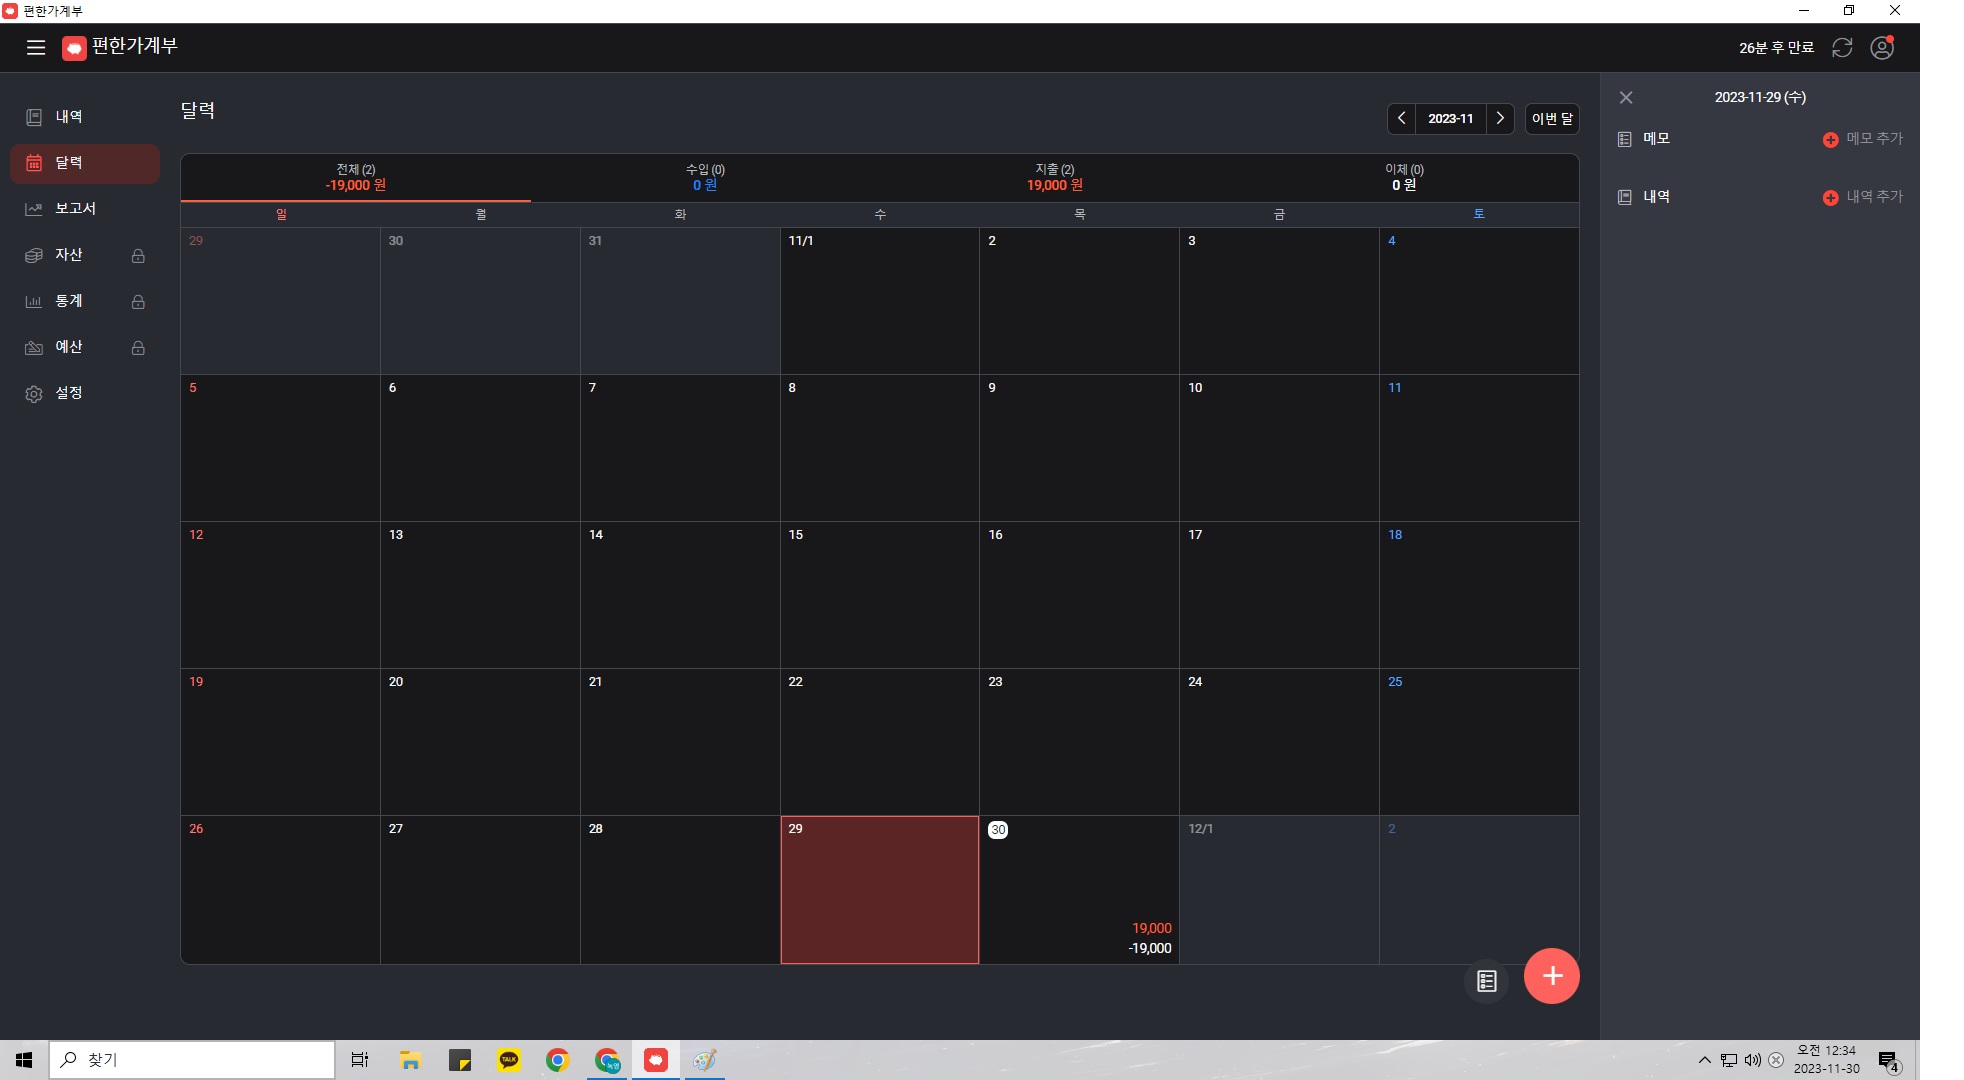 편한가계부
편한가계부
26분 후 만료
내역
달력
보고서
자산
통계
예산
설정
달력
2023-11
이번 달
전체 (2)
-19,000 원
수입 (0)
0 원
지출 (2)
19,000 원
이체 (0)
0 원
일 월 화 수 목 금 토
29 30 31 11/1 2 3 4
5 6 7 8 9 10 11
12 13 14 15 16 17 18
19 20 21 22 23 24 25
26 27 28 29 30 12/1 2
19,000
-19,000
2023-11-29 (수)
메모
메모 추가
내역
내역 추가
찾기
TALK
오전 12:34
2023-11-30
4